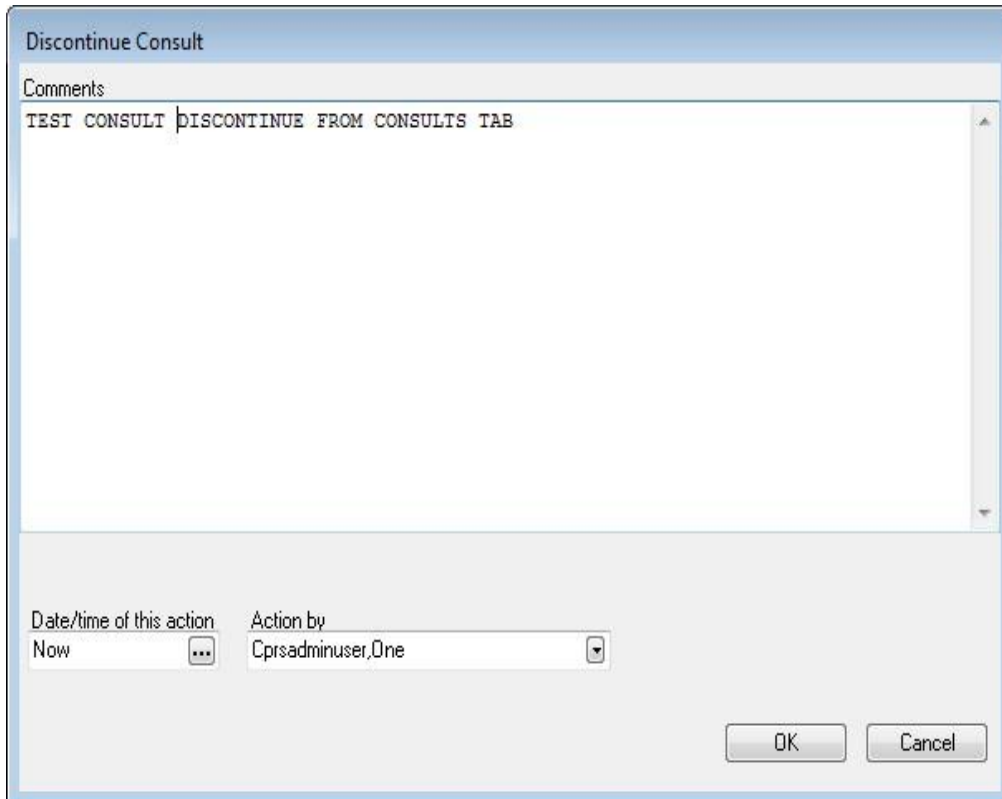 Discontinue Consult
Comments
TEST CONSULT DISCONTINUE FROM CONSULTS TAB
Date/time of this action Action by
Now ... Cprsadminuser,One
OK Cancel